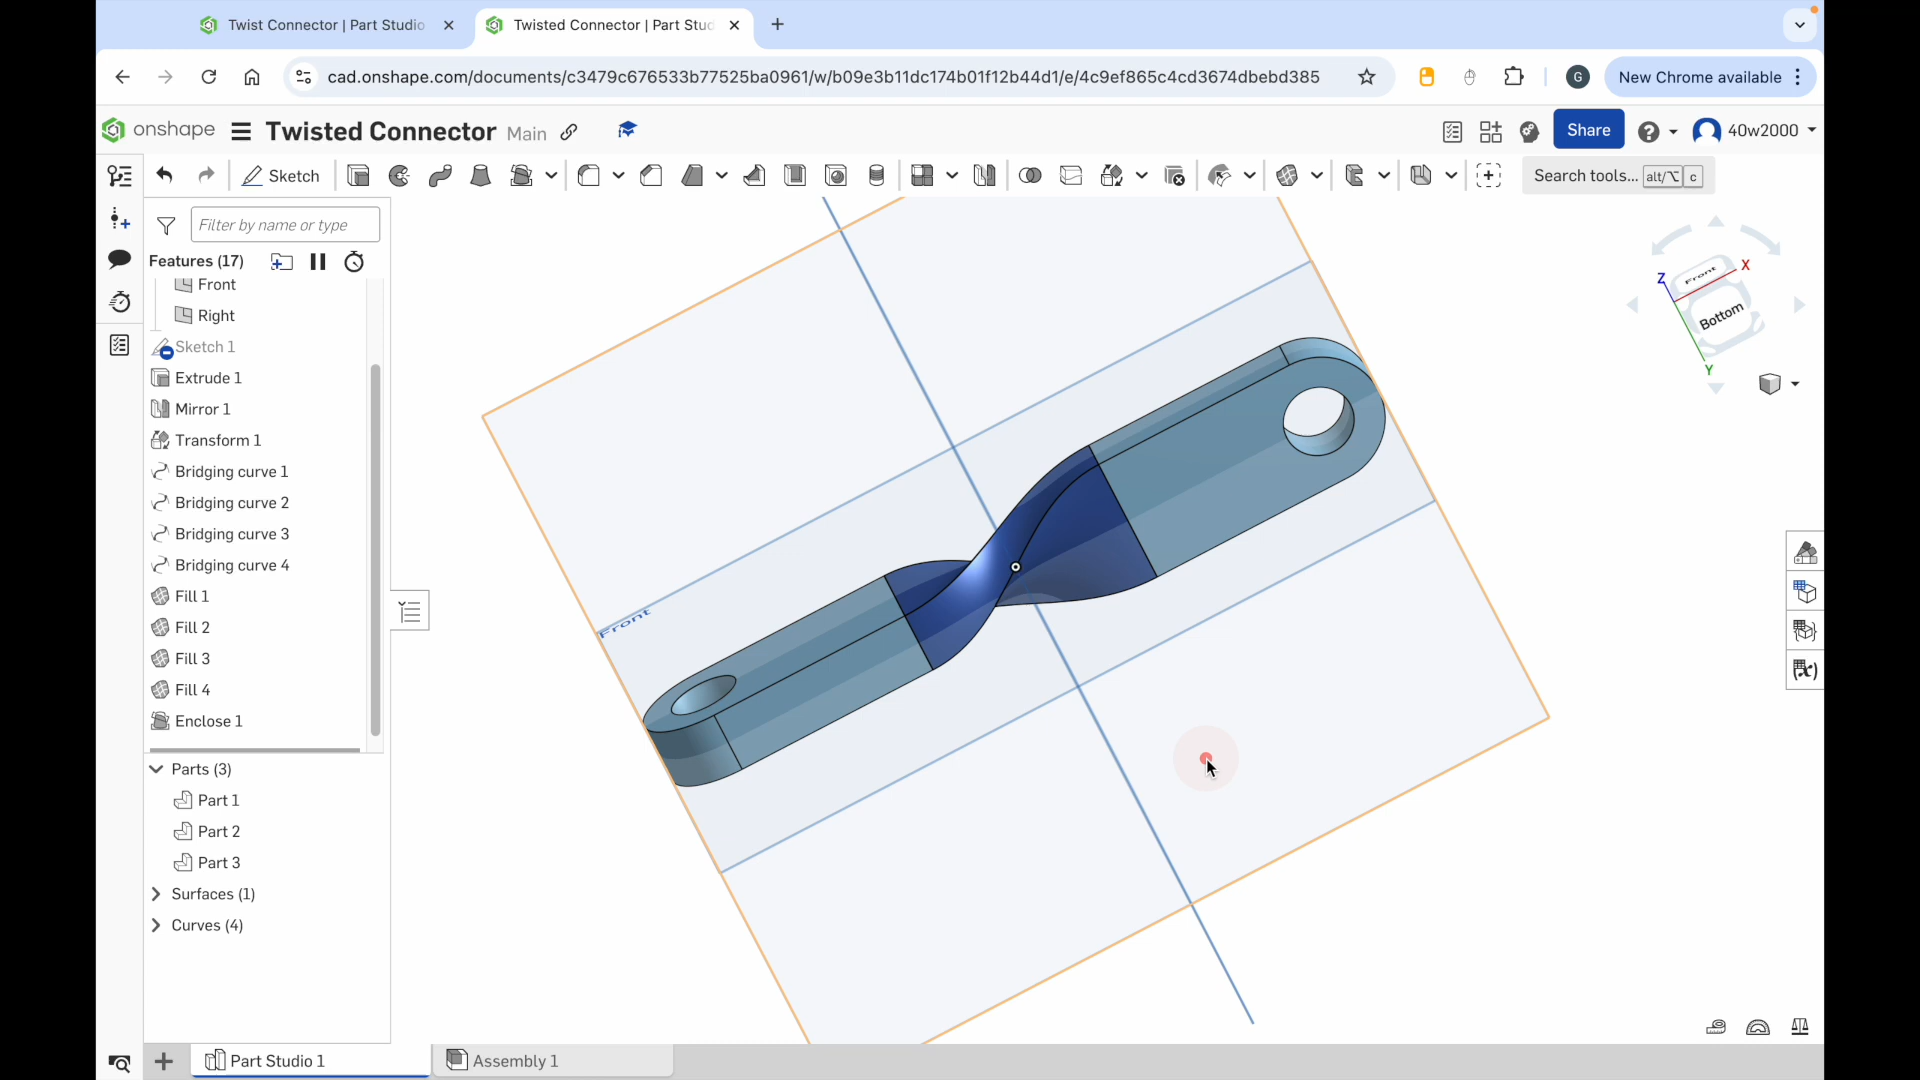 Twist Connector | Part Studio
Twisted Connector | Part Stud
cad.onshape.com/documents/c3479c676533b77525ba0961/w/b09e3b11dc174b01f12b44d1/e/4c9ef865c4cd3674dbebd385
G
New Chrome available
onshape
Twisted Connector Main
Share
40w2000
Sketch
Search tools... alt/⌥ c
Filter by name or type
Features (17)
Front
Right
Sketch 1
Extrude 1
Mirror 1
Transform 1
Bridging curve 1
Bridging curve 2
Bridging curve 3
Bridging curve 4
Fill 1
Fill 2
Fill 3
Fill 4
Enclose 1
Parts (3)
Part 1
Part 2
Part 3
Surfaces (1)
Curves (4)
Front
Z
Front
X
Bottom
Y
Part Studio 1
Assembly 1